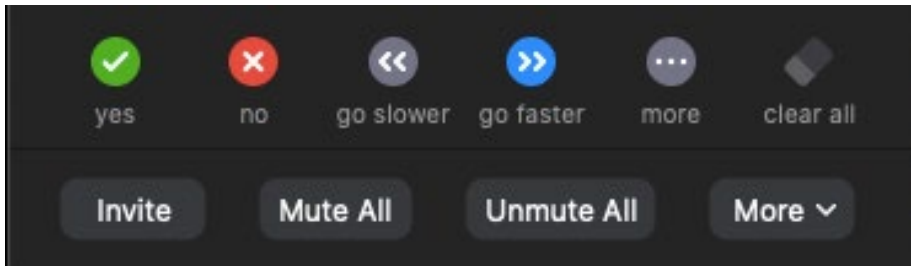 yes no go slower go faster more clear all
Invite Mute All Unmute All More